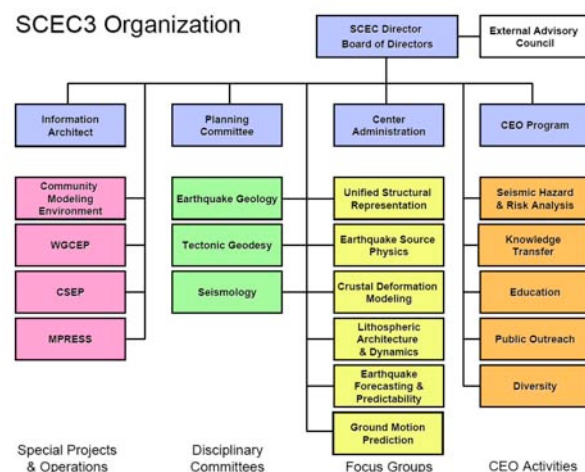 SCEC3 Organization
SCEC Director
Board of Directors
External Advisory
Council
Information
Architect
Planning
Committee
Center
Administration
CEO Program
Community
Modeling
Environment
WGCEP
CSEP
MPRESS
Earthquake Geology
Tectonic Geodesy
Seismology
Unified Structural
Representation
Earthquake Source
Physics
Crustal Deformation
Modeling
Lithospheric
Architecture
& Dynamics
Earthquake
Forecasting &
Predictability
Ground Motion
Prediction
Seismic Hazard
& Risk Analysis
Knowledge
Transfer
Education
Public Outreach
Diversity
Special Projects
& Operations
Disciplinary
Committees
Focus Groups
CEO Activities